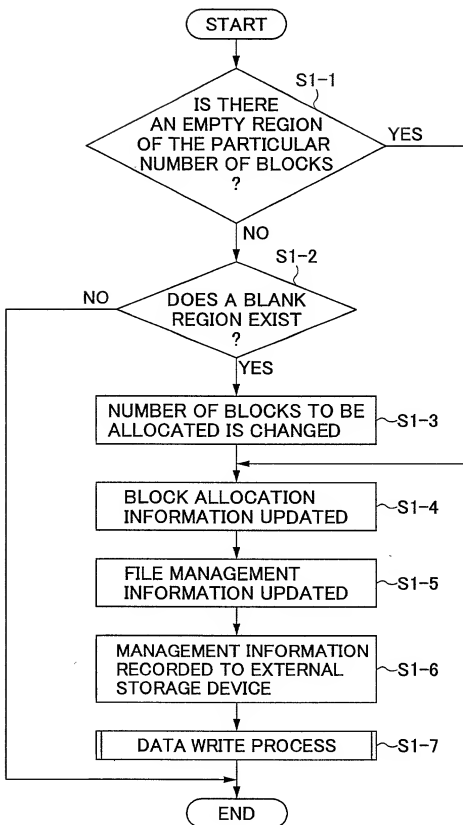 START
S1-1
IS THERE
AN EMPTY REGION
OF THE PARTICULAR
NUMBER OF BLOCKS
?
YES
NO
S1-2
NO
DOES A BLANK
REGION EXIST
?
YES
NUMBER OF BLOCKS TO BE
ALLOCATED IS CHANGED
S1-3
BLOCK ALLOCATION
INFORMATION UPDATED
S1-4
FILE MANAGEMENT
INFORMATION UPDATED
S1-5
MANAGEMENT INFORMATION
RECORDED TO EXTERNAL
STORAGE DEVICE
S1-6
DATA WRITE PROCESS
S1-7
END